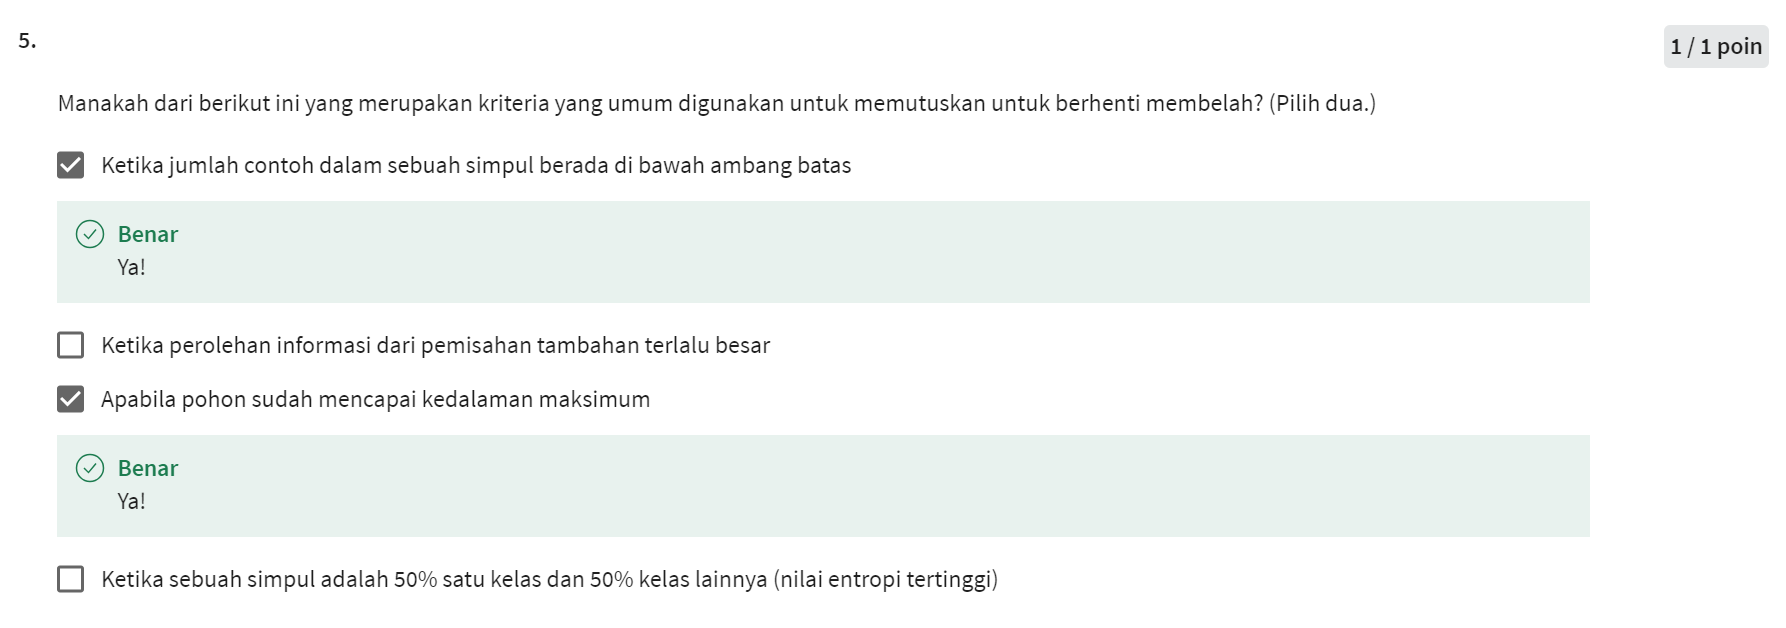 5.
1 / 1 poin
Manakah dari berikut ini yang merupakan kriteria yang umum digunakan untuk memutuskan untuk berhenti membelah? (Pilih dua.)
Ketika jumlah contoh dalam sebuah simpul berada di bawah ambang batas
Benar
Ya!
Ketika perolehan informasi dari pemisahan tambahan terlalu besar
Apabila pohon sudah mencapai kedalaman maksimum
Benar
Ya!
Ketika sebuah simpul adalah 50% satu kelas dan 50% kelas lainnya (nilai entropi tertinggi)